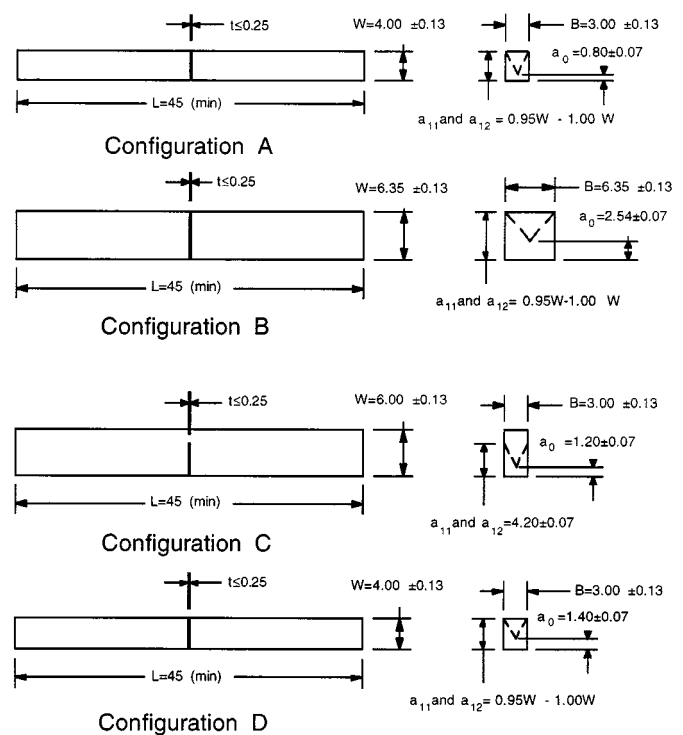 t≤0.25
W=4.00 ±0.13
B=3.00 ±0.13
a0=0.80±0.07
L=45 (min)
a11 and a12 = 0.95W - 1.00 W
Configuration A
t≤0.25
W=6.35 ±0.13
B=6.35 ±0.13
a0=2.54±0.07
L=45 (min)
a11 and a12= 0.95W-1.00 W
Configuration B
t≤0.25
W=6.00 ±0.13
B=3.00 ±0.13
a0 =1.20±0.07
L=45 (min)
a11 and a12=4.20±0.07
Configuration C
t≤0.25
W=4.00 ±0.13
B=3.00 ±0.13
a0=1.40±0.07
L=45 (min)
a11 and a12= 0.95W - 1.00W
Configuration D